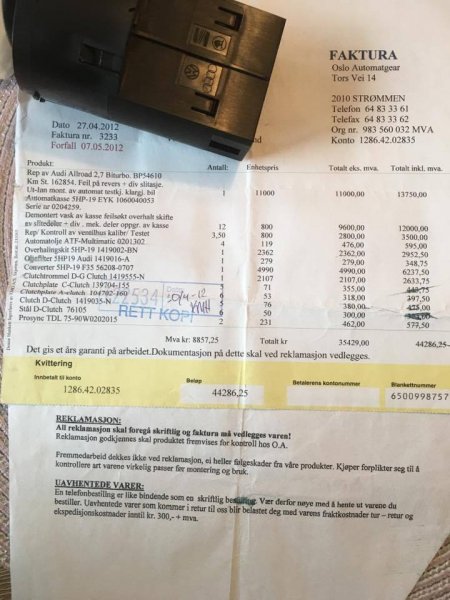 FAKTURA
Oslo Automatgear
Tors Vei 14
2010 STRØMMEN
Telefon 64 83 33 61
Telefax 64 83 33 62
Org nr. 983 560 032 MVA
Konto 1286.42.02835
Dato 27.04.2012
Faktura nr. 3233
Forfall 07.05.2012
Produkt: Antall Enhetspris Totalt eks. mva. Totalt inkl. mva.
Rep av Audi Allroad 2,7 Biturbo. BP54610
Km St. 162854. Feil på revers + div slitasje.
Ut-Inn mont. av automat testkj. klargj. bil 1 11000 11000,00 13750,00
Automatkasse 5HP-19 EYK 1060040053
Serie nr 0204259.
Demontert vask av kasse feilsøkt overhalt skifte
av slitedeler + div . mek arbeider. 12 800 9600,00 12000,00
Rep/ Kontroll av ventilhus kalibr/ Testet 3,50 800 2800,00 3500,00
Automatolje ATF-Multimatic 0201302 4 119 476,00 595,00
Overhalingskit 5HP-19 1419002-BN 1 2362 2362,00 2952,50
Oljefilter 5HP19 Audi 1419016-A 1 279 279,00 348,75
Converter 5HP-19 F35 56208-0707 1 4990 4990,00 6237,50
Clutchtrommel D-G Clutch 1419555-N 1 2107 2107,00 2633,75
Clutchplate C-Clutch 139704-155 5 71 355,00 443,75
Clutchplate A-clutch 104702-160
Clutch D-Clutch 1419035-N 6 53 318,00 397,50
Stål D-Clutch 76105 5 76 380,00
Prosync TDL 75-90W0202015 2 231 462,00 577,50
22534
RETT KOPI
Mva kr: 8857,25 Totalt kr 35429.00 44286,25
Det gis et års garanti på arbeidet.Dokumentasjon på dette skal ved reklamasjon vedlegges.
Kvittering
Innbetalt til konto Beløp Betalerens kontonummer Blankettnummer
1286.42.02835 44286,25 6500998757
REKLAMASJON:
All reklamasjon skal foregå skriftlig og faktura må vedlegges varen!
Reklamasjon godkjennes skal produktet fremvises for kontroll hos O.A.
Fremmedarbeid dekkes ikke ved reklamasjon, ei heller følgeskader fra våre produkter. Kjøper forplikter seg til å
kontrollere art varene virkelig passer før montering og bruk.
UAVHENTEDE VARER:
En telefonbestilling er like bindende som en skriftlig bestilling. Vær derfor nøye med å hente ut varene du
bestiller. Uavhentede varer som kommer i retur til oss blir belastet deg med varens fraktkostnader tur - retur og
ekspedisjonskostnader inntil kr. 300,- + mva.